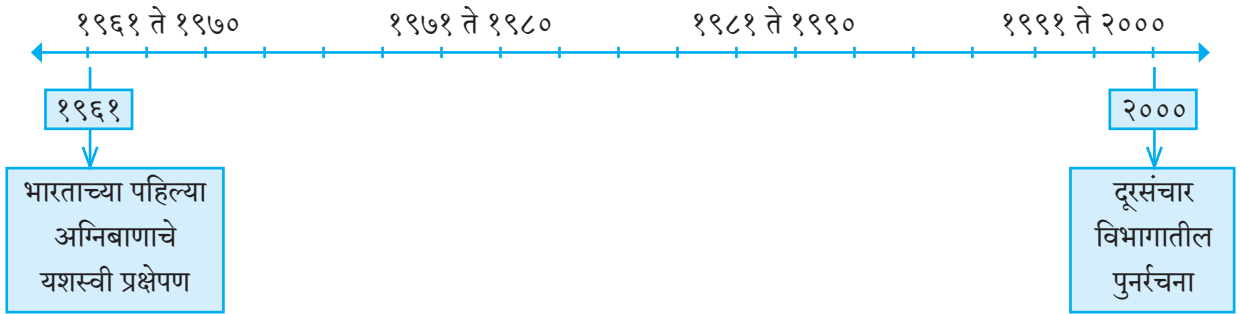 १९६१ ते १९७० १९७१ ते १९८० १९८१ ते १९९० १९९१ ते २०००
१९६१
२०००
भारताच्या पहिल्या
अग्निबाणाचे
यशस्वी प्रक्षेपण
दूरसंचार
विभागातील
पुनर्रचना